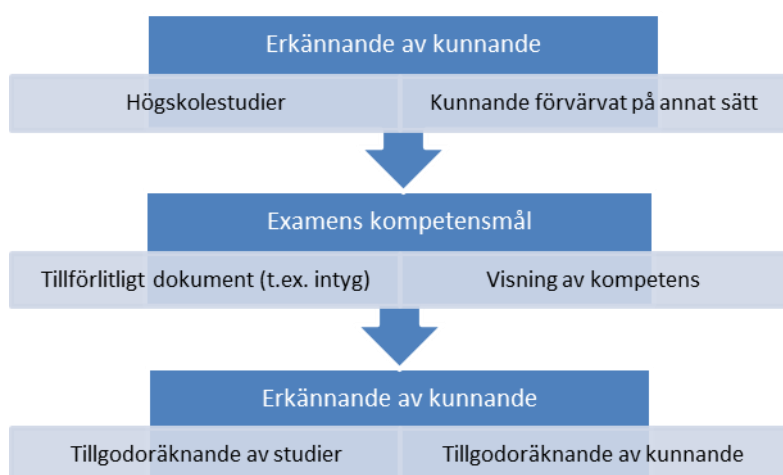 Erkännande av kunnande
Högskolestudier
Kunnande förvärvat på annat sätt
Examens kompetensmål
Tillförlitligt dokument (t.ex. intyg)
Visning av kompetens
Erkännande av kunnande
Tillgodoräknande av studier
Tillgodoräknande av kunnande